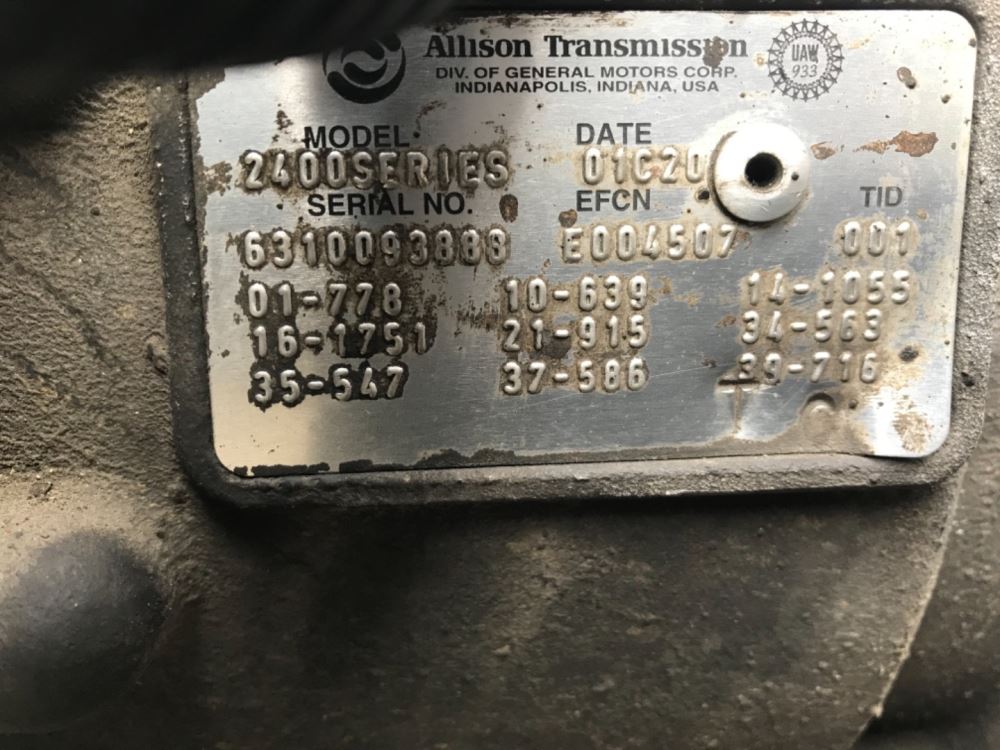 Allison Transmission
DIV. OF GENERAL MOTORS CORP.
INDIANAPOLIS, INDIANA, USA
UAW
933
MODEL DATE
2400SERIES 01C20
SERIAL NO. EFCN TID
6310093888 E004507 001
01-778 10-639 14-1055
16-1751 21-915 34-563
35-547 37-586 39-716